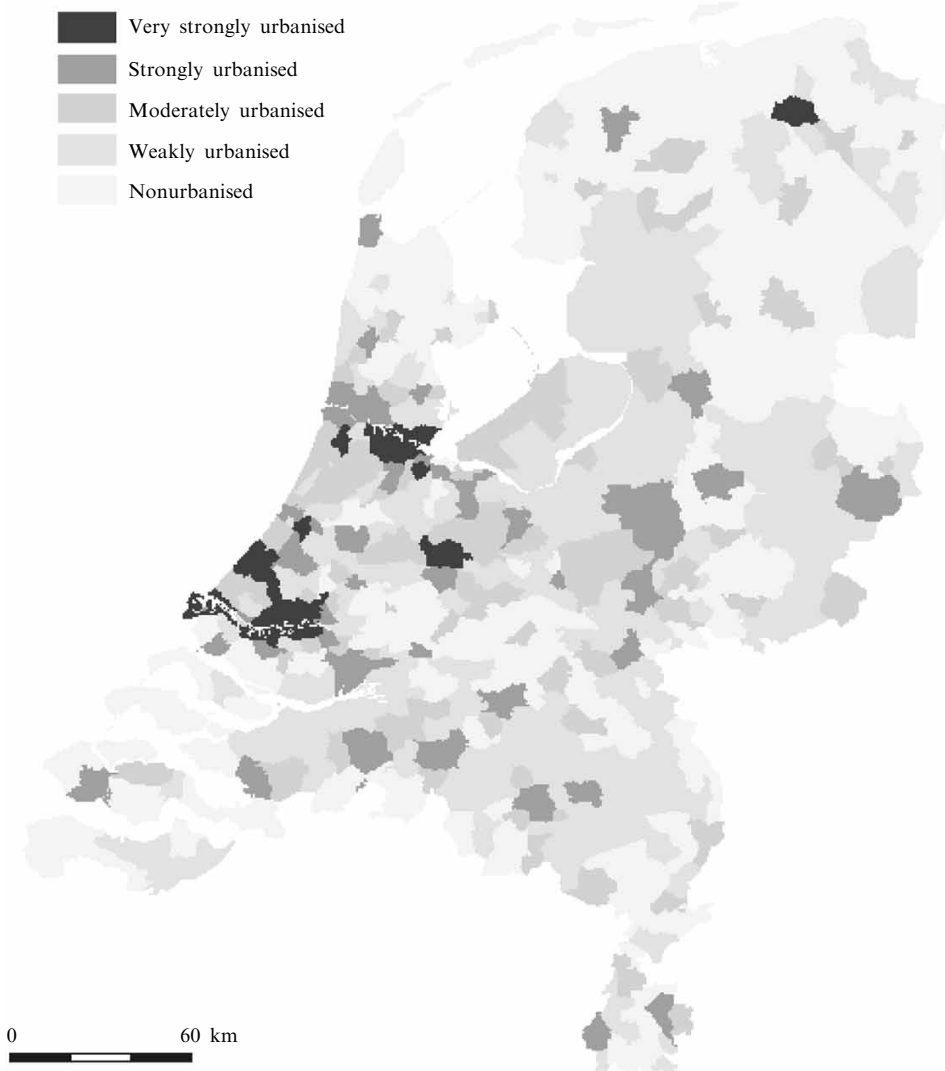 Very strongly urbanised
Strongly urbanised
Moderately urbanised
Weakly urbanised
Nonurbanised
0 60 km